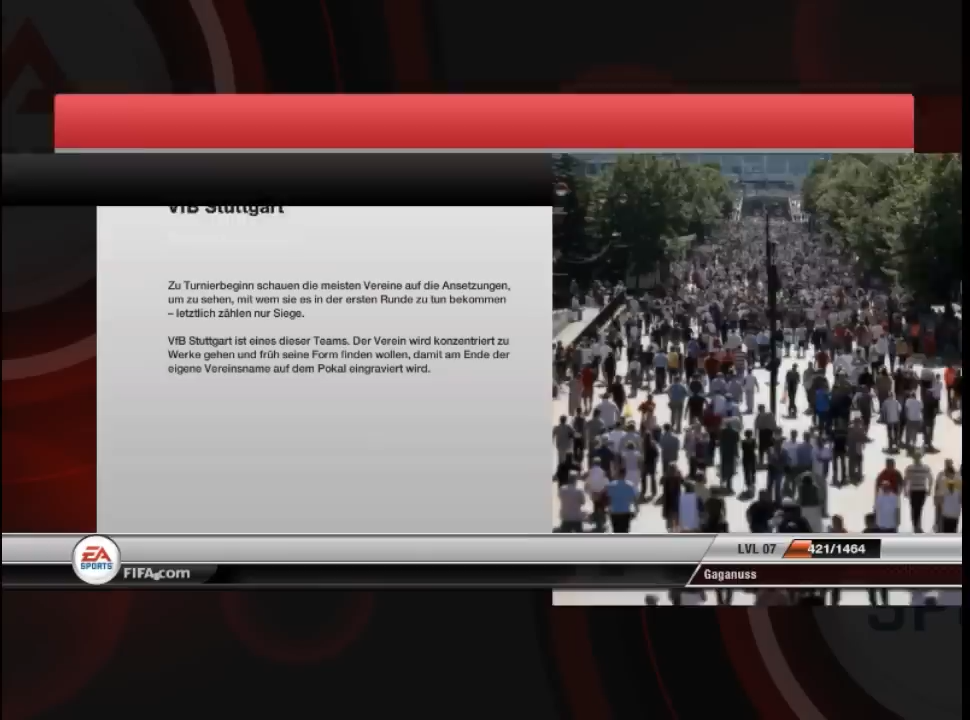 VfB Stuttgart
Zu Turnierbeginn schauen die meisten Vereine auf die Ansetzungen,
um zu sehen, mit wem sie es in der ersten Runde zu tun bekommen
– letztlich zählen nur Siege.
VfB Stuttgart ist eines dieser Teams. Der Verein wird konzentriert zu
Werke gehen und früh seine Form finden wollen, damit am Ende der
eigene Vereinsname auf dem Pokal eingraviert wird.
LVL 07 421/1464
EA
SPORTS
FIFA.com
Gaganuss